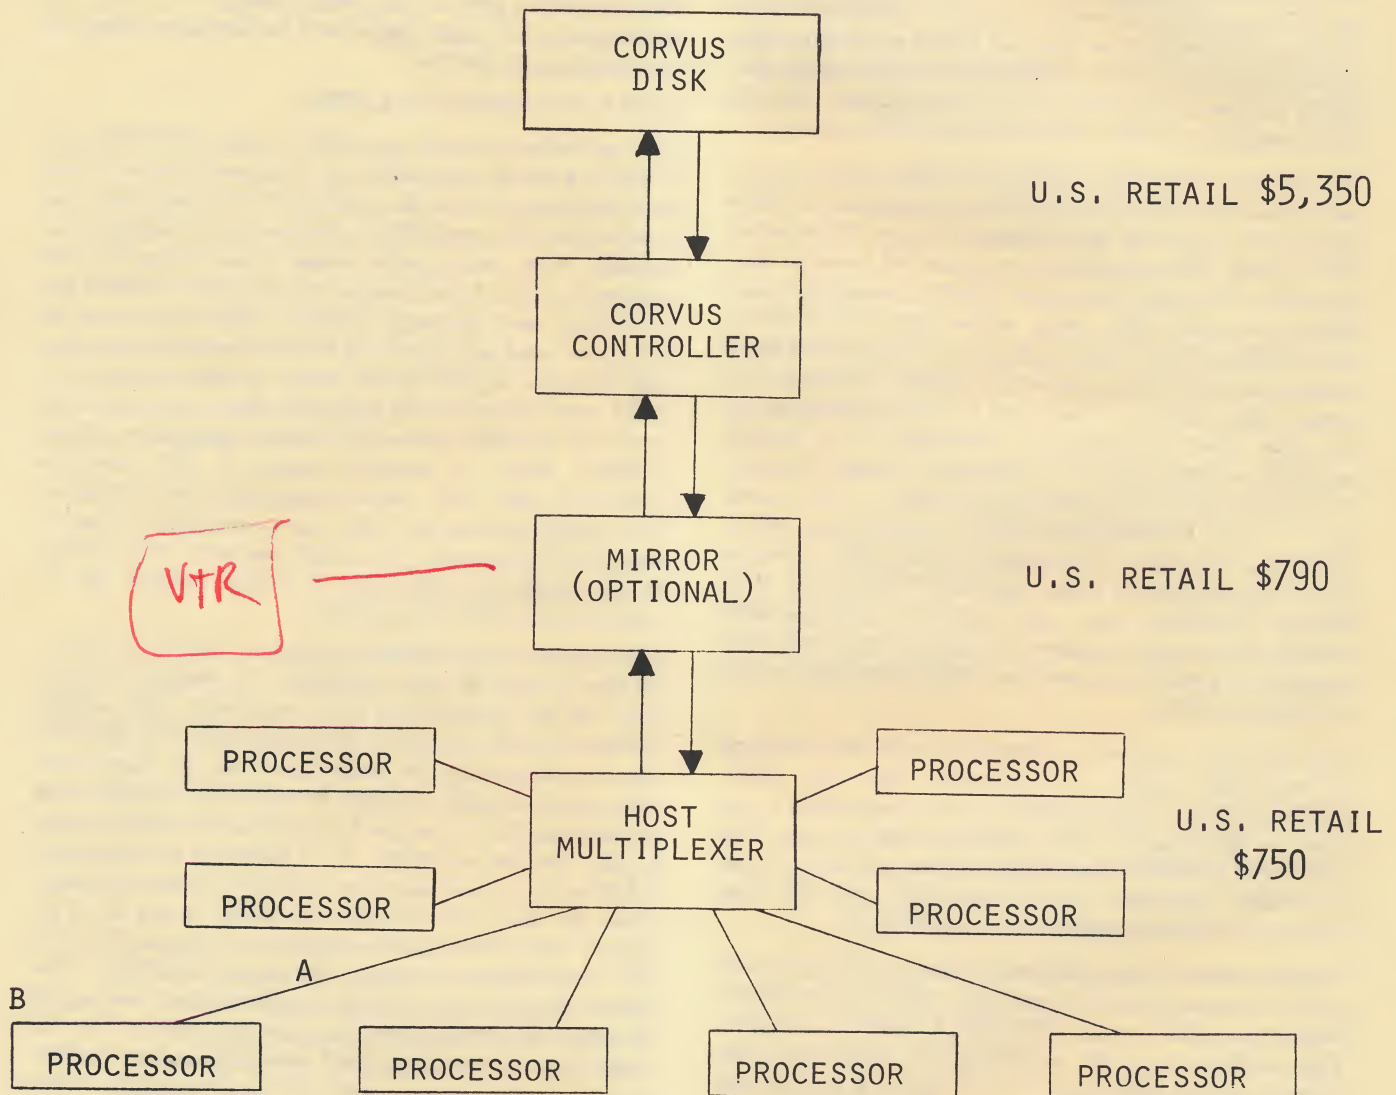 CORVUS
DISK
U.S. RETAIL $5,350
CORVUS
CONTROLLER
VTR
MIRROR
(OPTIONAL)
U.S. RETAIL $790
PROCESSOR
PROCESSOR
HOST
MULTIPLEXER
U.S. RETAIL
$750
PROCESSOR
PROCESSOR
A
B
PROCESSOR
PROCESSOR
PROCESSOR
PROCESSOR